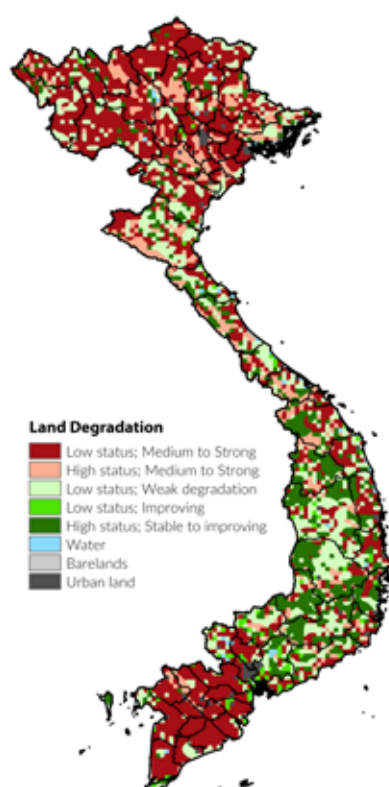 Land Degradation
Low status; Medium to Strong
High status; Medium to Strong
Low status; Weak degradation
Low status; Improving
High status; Stable to improving
Water
Barelands
Urban land